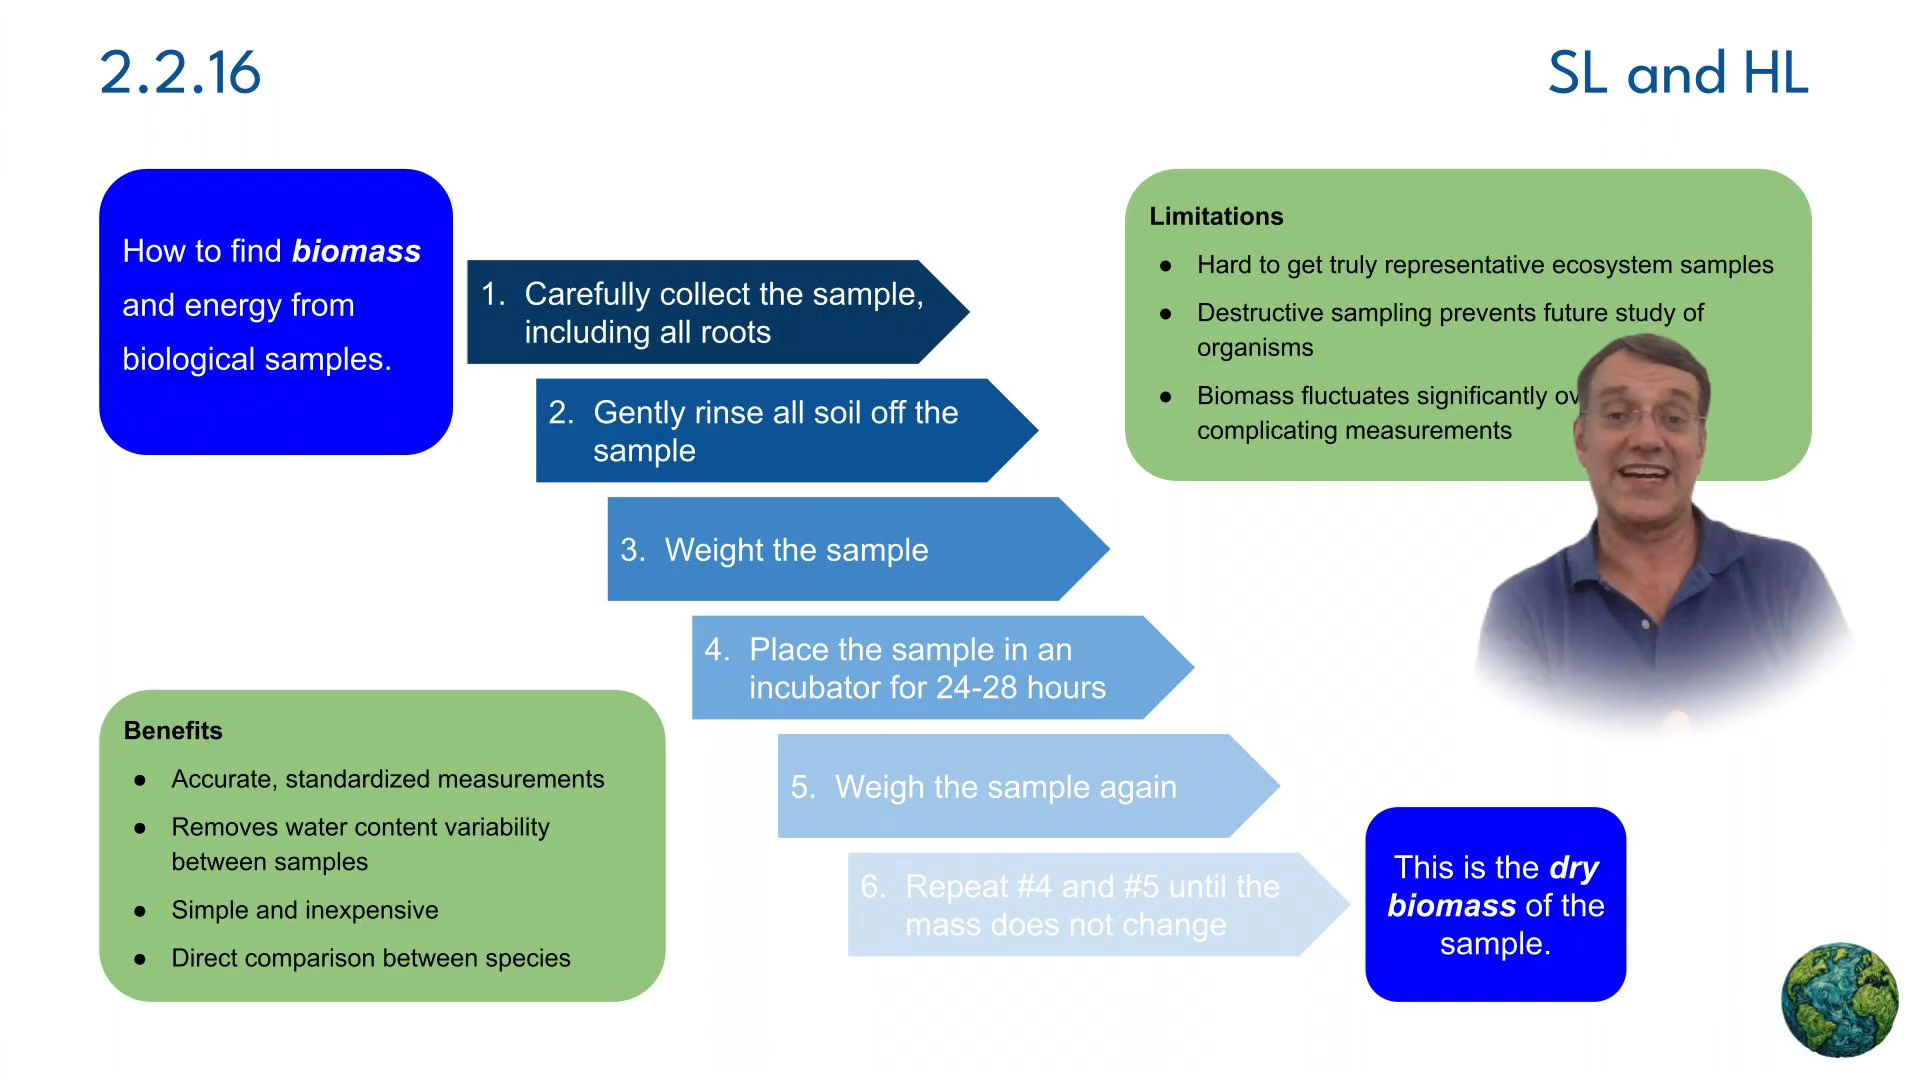 2.2.16
SL and HL
How to find biomass
and energy from
biological samples.
1. Carefully collect the sample,
including all roots
2. Gently rinse all soil off the
sample
3. Weight the sample
4. Place the sample in an
incubator for 24-28 hours
5. Weigh the sample again
6. Repeat #4 and #5 until the
mass does not change
This is the dry
biomass of the
sample.
Limitations
● Hard to get truly representative ecosystem samples
● Destructive sampling prevents future study of
organisms
● Biomass fluctuates significantly
complicating measurements
Benefits
● Accurate, standardized measurements
● Removes water content variability
between samples
● Simple and inexpensive
● Direct comparison between species